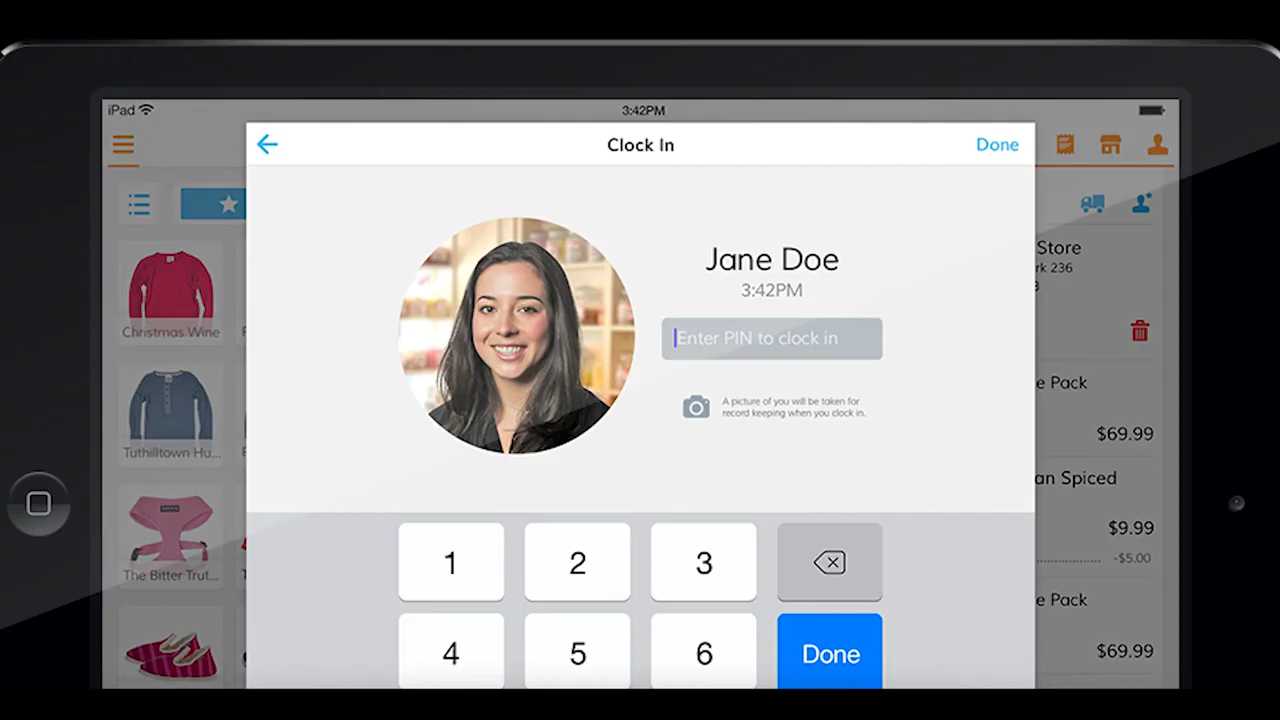 iPad
3:42PM
Clock In
Done
Store
rk 236
Jane Doe
3:42PM
Enter PIN to clock in
A picture of you will be taken for
record keeping when you clock in.
Christmas Wine
Tuthilltown Hu...
The Bitter Trut...
e Pack
$69.99
an Spiced
$9.99
-$5.00
e Pack
$69.99
1
2
3
4
5
6
Done